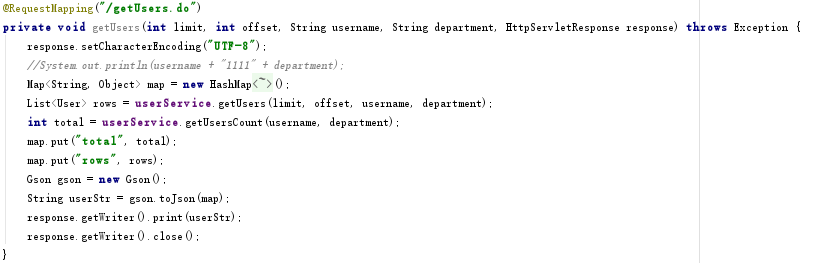 @RequestMapping("/getUsers.do")
private void getUsers(int limit, int offset, String username, String department, HttpServletResponse response) throws Exception {
response.setCharacterEncoding("UTF-8");
//System.out.println(username + "1111" + department);
Map<String, Object> map = new HashMap<~>();
List<User> rows = userService.getUsers(limit, offset, username, department);
int total = userService.getUsersCount(username, department);
map.put("total", total);
map.put("rows", rows);
Gson gson = new Gson();
String userStr = gson.toJson(map);
response.getWriter().print(userStr);
response.getWriter().close();
}